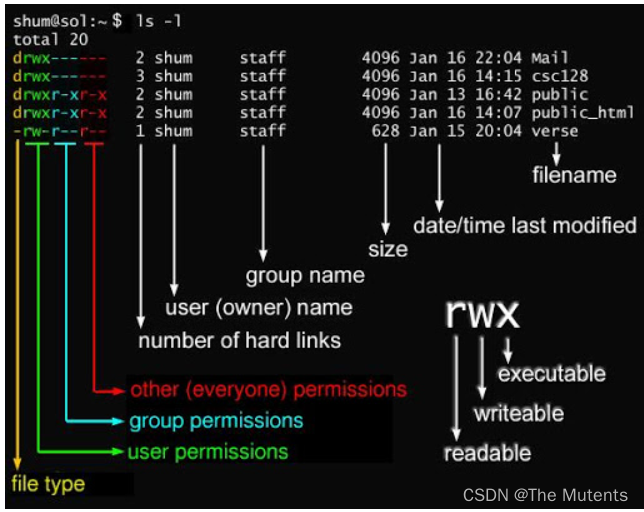 shum@sol:~$ ls -l
total 20
drwx------ 2 shum staff 4096 Jan 16 22:04 Mail
drwx------ 3 shum staff 4096 Jan 16 14:15 csc128
drwxr-xr-x 2 shum staff 4096 Jan 13 16:42 public
drwxr-xr-x 2 shum staff 4096 Jan 16 14:07 public_html
-rw-r--r-- 1 shum staff 628 Jan 15 20:04 verse
filename
date/time last modified
size
group name
user (owner) name
number of hard links
rwx
executable
writeable
readable
other (everyone) permissions
group permissions
user permissions
file type
CSDN @The Mutents